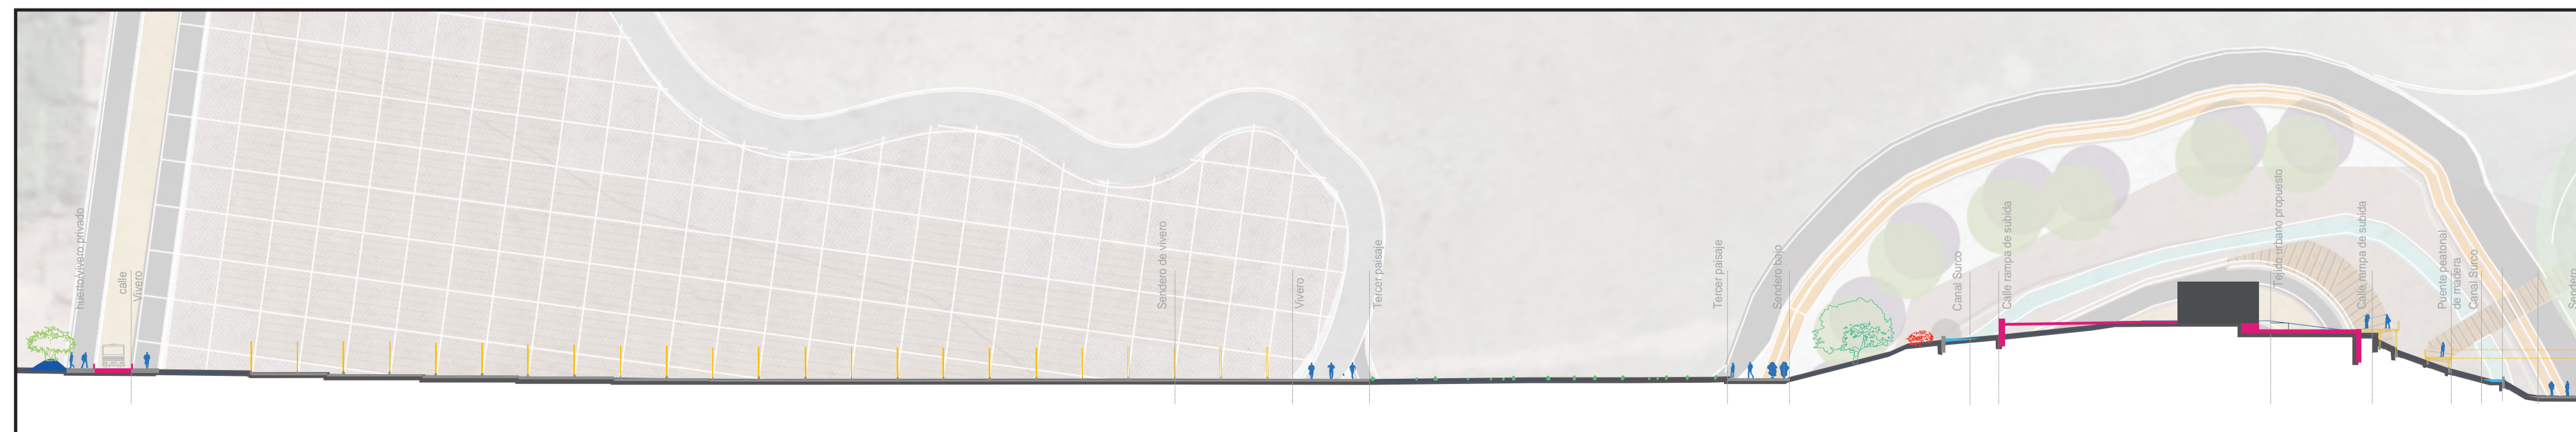 huerto/vivero privado
calle
Vivero
Sendero de vivero
Vivero
Tercer paisaje
Tercer paisaje
Sendero bajo
Canal Surco
Calle rampa de subida
Tejido urbano propuesto
Calle rampa de subida
Puente peatonal
de madera
Canal Surco
Sendero